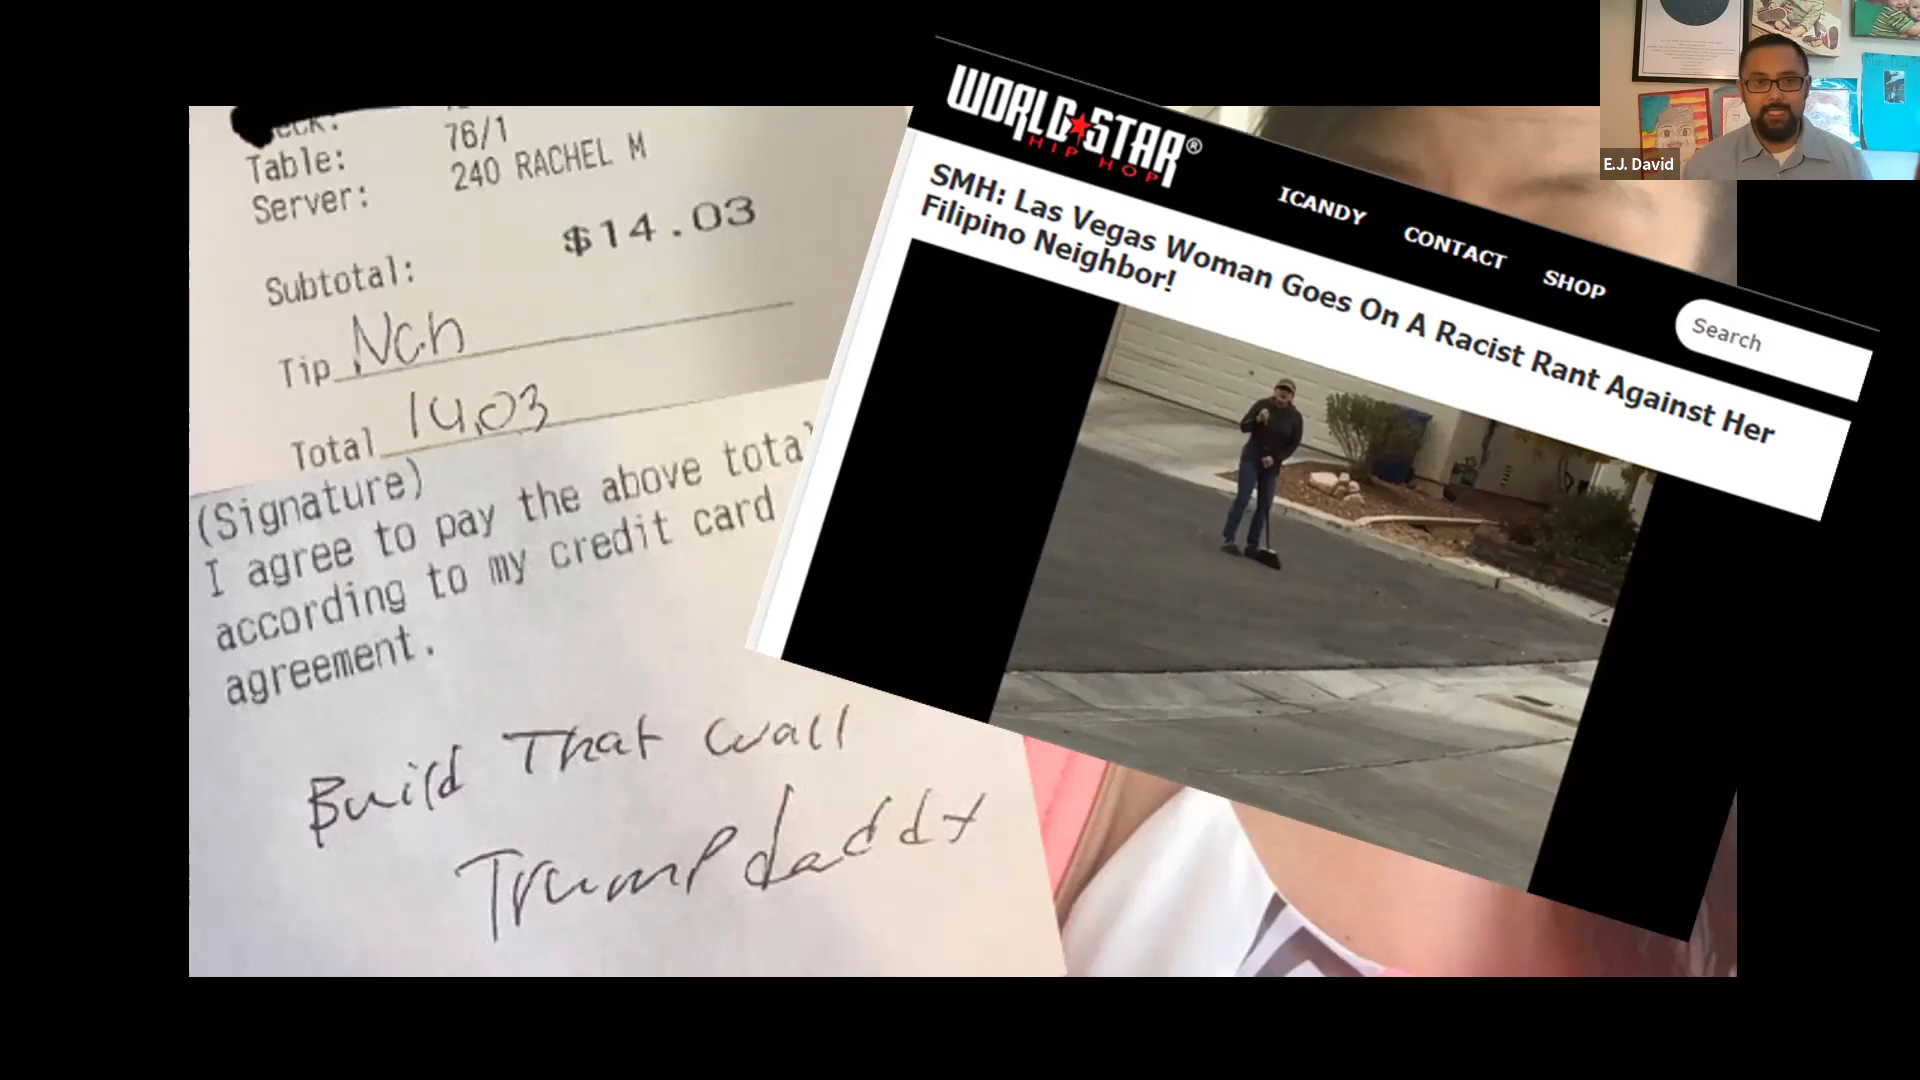 eck:
Table: 76/1
Server: 240 RACHEL M
$14.03
Subtotal:
Tip Nah
Total 14.03
(Signature)
I agree to pay the above total
according to my credit card
agreement.
Build That Wall
Trump daddy
WORLD STAR®
HIP HOP
ICANDY
CONTACT
SHOP
Search
SMH: Las Vegas Woman Goes On A Racist Rant Against Her
Filipino Neighbor!
E.J. David